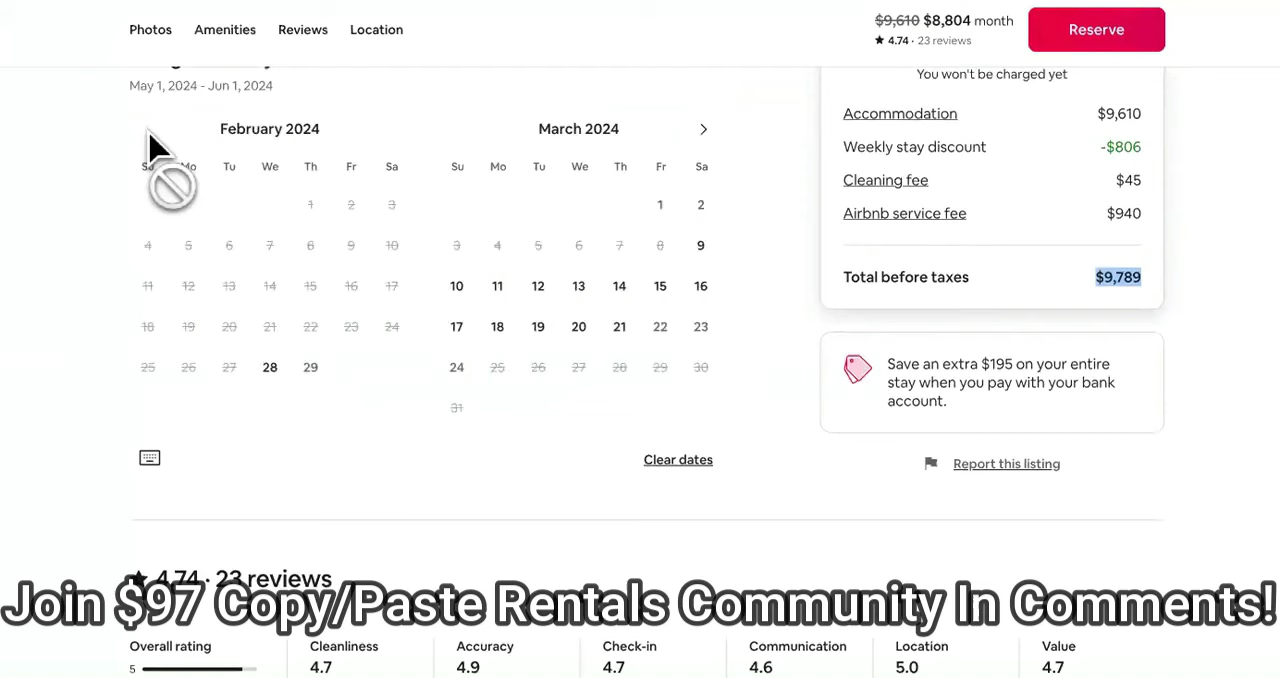 Photos Amenities Reviews Location
$9,610 $8,804 month
★ 4.74 · 23 reviews
Reserve
May 1, 2024 - Jun 1, 2024
February 2024
Mo Tu We Th Fr Sa
1 2 3
4 5 6 7 8 9 10
11 12 13 14 15 16 17
18 19 20 21 22 23 24
25 26 27 28 29
March 2024
Su Mo Tu We Th Fr Sa
1 2
3 4 5 6 7 8 9
10 11 12 13 14 15 16
17 18 19 20 21 22 23
24 25 26 27 28 29 30
31
Clear dates
You won't be charged yet
Accommodation $9,610
Weekly stay discount -$806
Cleaning fee $45
Airbnb service fee $940
Total before taxes $9,789
Save an extra $195 on your entire
stay when you pay with your bank
account.
Report this listing
★ 4.74 · 23 reviews
Join $97 Copy/Paste Rentals Community In Comments!
Overall rating Cleanliness Accuracy Check-in Communication Location Value
5 4.7 4.9 4.7 4.6 5.0 4.7